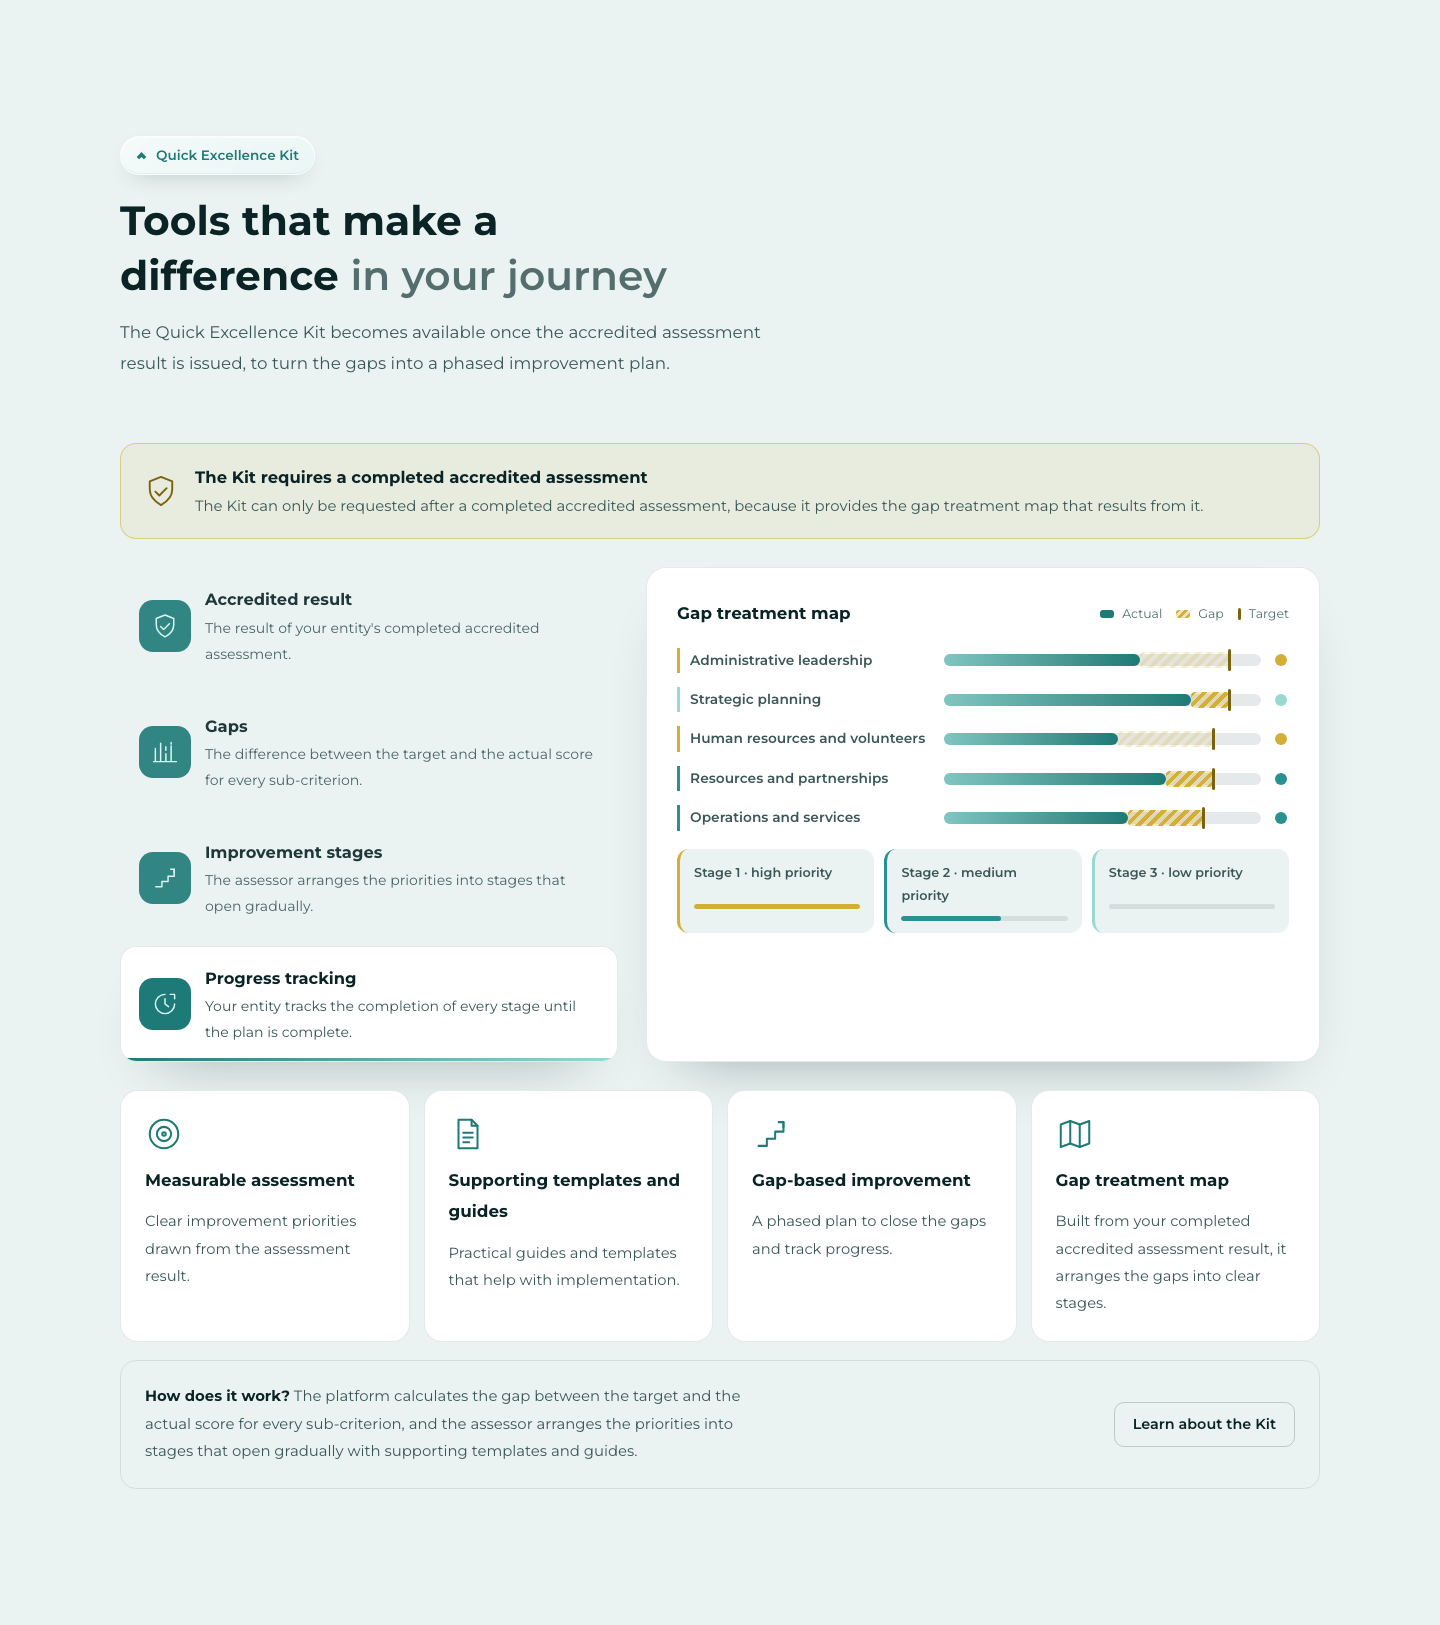 Quick Excellence Kit
Tools that make a
difference in your journey
The Quick Excellence Kit becomes available once the accredited assessment
result is issued, to turn the gaps into a phased improvement plan.
The Kit requires a completed accredited assessment
The Kit can only be requested after a completed accredited assessment, because it provides the gap treatment map that results from it.
Accredited result
The result of your entity's completed accredited
assessment.
Gaps
The difference between the target and the actual score
for every sub-criterion.
Improvement stages
The assessor arranges the priorities into stages that
open gradually.
Progress tracking
Your entity tracks the completion of every stage until
the plan is complete.
Gap treatment map
Actual
Gap
Target
Administrative leadership
Strategic planning
Human resources and volunteers
Resources and partnerships
Operations and services
Stage 1 · high priority
Stage 2 · medium
priority
Stage 3 · low priority
Measurable assessment
Clear improvement priorities
drawn from the assessment
result.
Supporting templates and
guides
Practical guides and templates
that help with implementation.
Gap-based improvement
A phased plan to close the gaps
and track progress.
Gap treatment map
Built from your completed
accredited assessment result, it
arranges the gaps into clear
stages.
How does it work? The platform calculates the gap between the target and the
actual score for every sub-criterion, and the assessor arranges the priorities into
stages that open gradually with supporting templates and guides.
Learn about the Kit